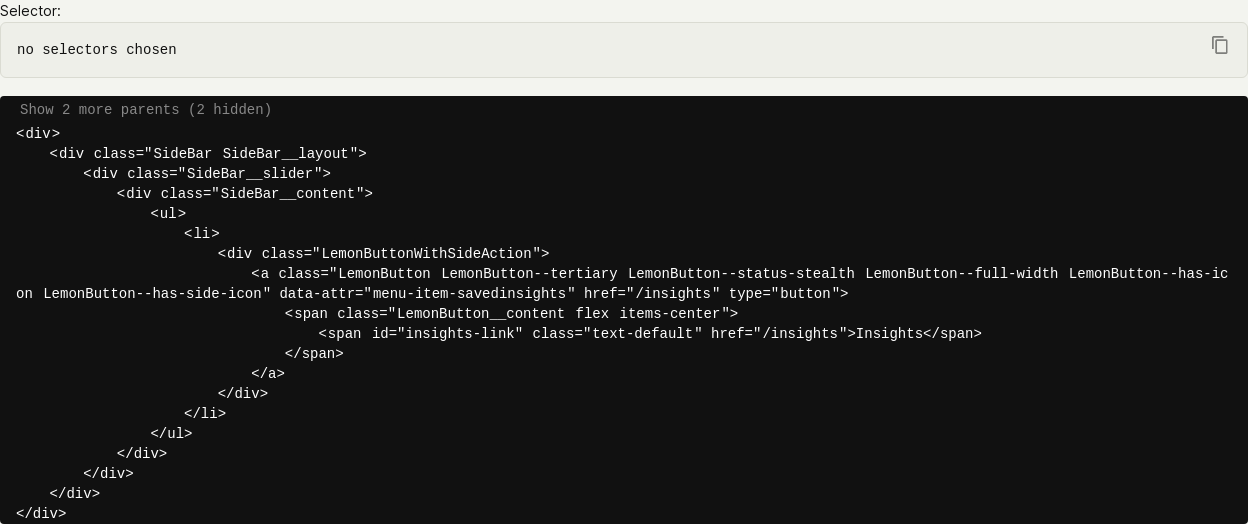 Selector:
no selectors chosen
Show 2 more parents (2 hidden)
<div>
    <div class="SideBar SideBar__layout">
        <div class="SideBar__slider">
            <div class="SideBar__content">
                <ul>
                    <li>
                        <div class="LemonButtonWithSideAction">
                            <a class="LemonButton LemonButton--tertiary LemonButton--status-stealth LemonButton--full-width LemonButton--has-ic
on LemonButton--has-side-icon" data-attr="menu-item-savedinsights" href="/insights" type="button">
                                <span class="LemonButton__content flex items-center">
                                    <span id="insights-link" class="text-default" href="/insights">Insights</span>
                                </span>
                            </a>
                        </div>
                    </li>
                </ul>
            </div>
        </div>
    </div>
</div>